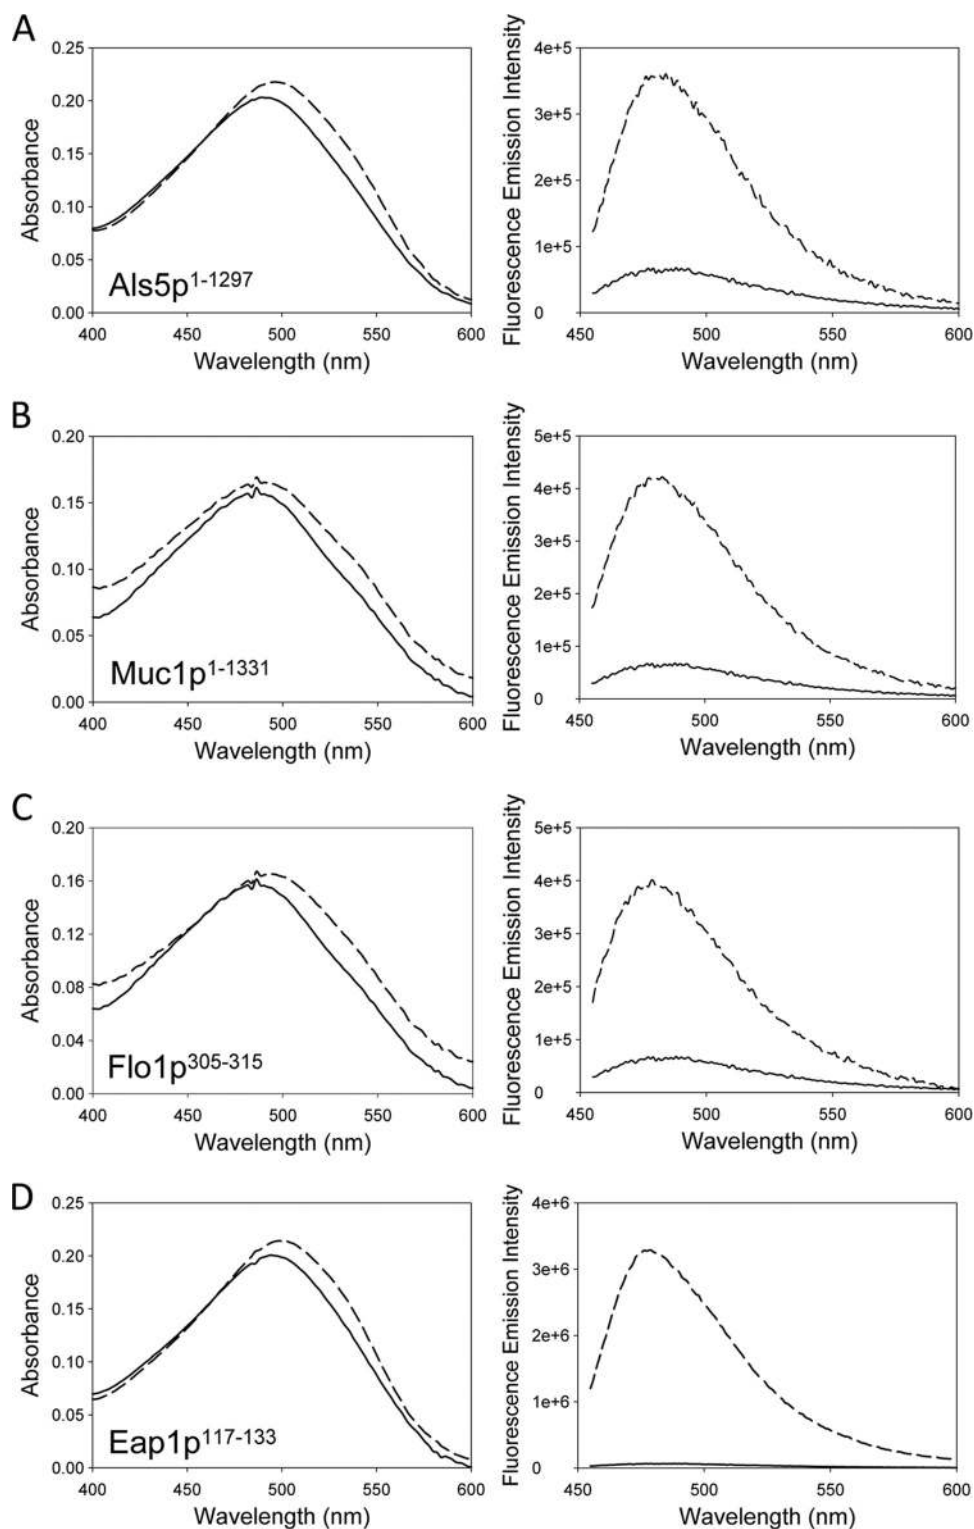 A
Absorbance
0.25
0.20
0.15
0.10
0.05
0.00
Als5p1-1297
400 450 500 550 600
Wavelength (nm)
Fluorescence Emission Intensity
4e+5
3e+5
2e+5
1e+5
0
450 500 550 600
Wavelength (nm)
B
Absorbance
0.20
0.15
0.10
0.05
0.00
Muc1p1-1331
400 450 500 550 600
Wavelength (nm)
Fluorescence Emission Intensity
5e+5
4e+5
3e+5
2e+5
1e+5
0
450 500 550 600
Wavelength (nm)
C
Absorbance
0.20
0.16
0.12
0.08
0.04
0.00
Flo1p305-315
400 450 500 550 600
Wavelength (nm)
Fluorescence Emission Intensity
5e+5
4e+5
3e+5
2e+5
1e+5
0
450 500 550 600
Wavelength (nm)
D
Absorbance
0.25
0.20
0.15
0.10
0.05
0.00
Eap1p117-133
400 450 500 550 600
Wavelength (nm)
Fluorescence Emission Intensity
4e+6
3e+6
2e+6
1e+6
0
450 500 550 600
Wavelength (nm)